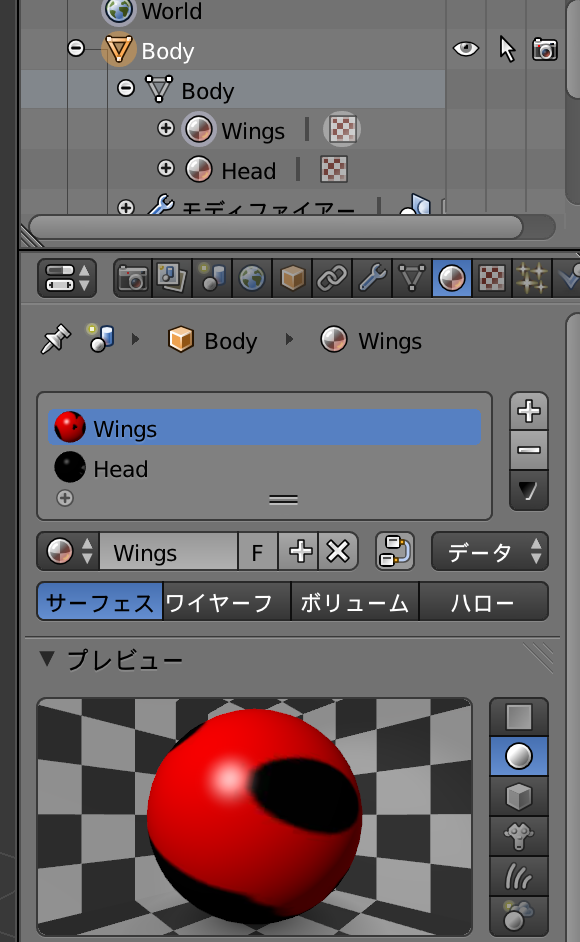 World
Body
Body
Wings
Head
モディファイアー
Body Wings
Wings
Head
Wings F データ
サーフェス ワイヤーフ ボリューム ハロー
プレビュー